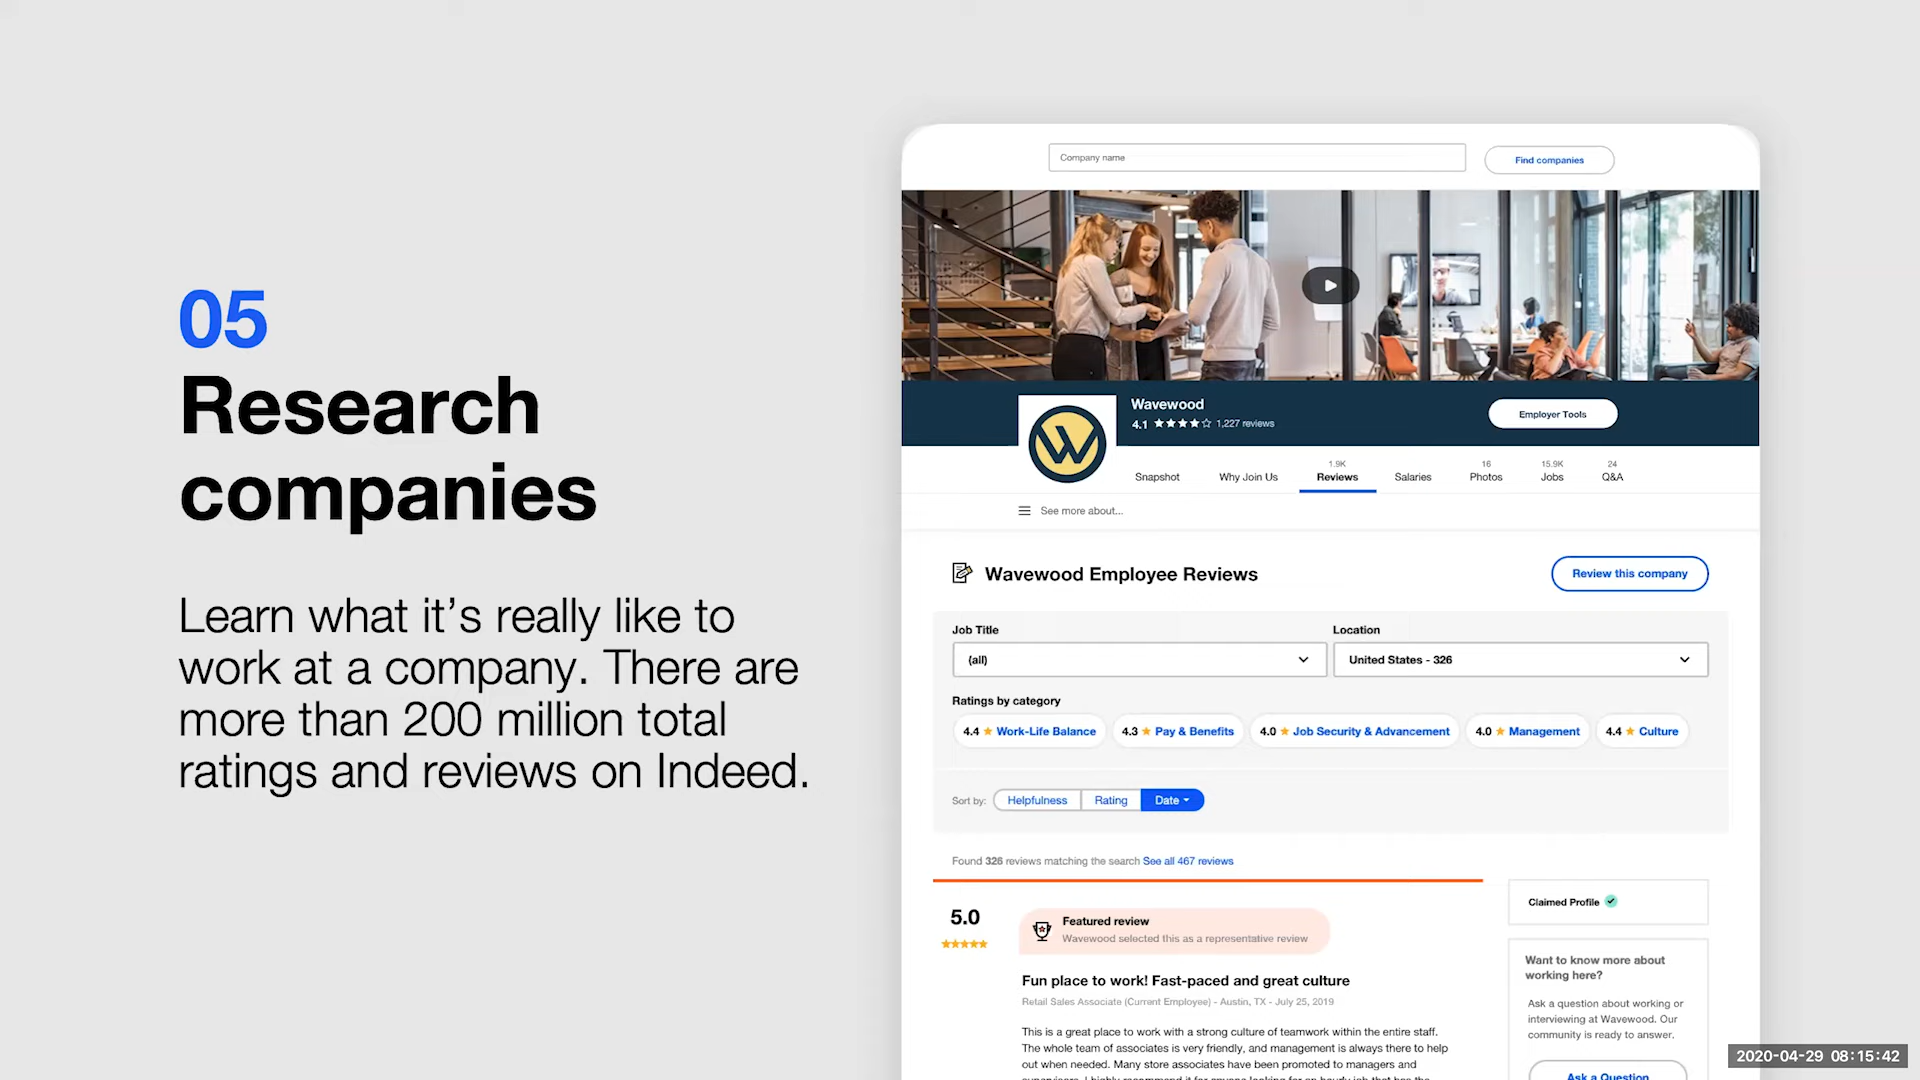 05
Research
companies
Learn what it's really like to
work at a company. There are
more than 200 million total
ratings and reviews on Indeed.
Company name
Find companies
Wavewood
4.1 1,227 reviews
Employer Tools
W
Snapshot
Why Join Us
1.9K
Reviews
Salaries
16
Photos
15.9K
Jobs
24
Q&A
See more about...
Wavewood Employee Reviews
Review this company
Job Title
(all)
Location
United States - 326
Ratings by category
4.4 ★ Work-Life Balance
4.3 ★ Pay & Benefits
4.0 ★ Job Security & Advancement
4.0 ★ Management
4.4 ★ Culture
Sort by: Helpfulness Rating Date
Found 326 reviews matching the search See all 467 reviews
5.0
Featured review
Wavewood selected this as a representative review
Fun place to work! Fast-paced and great culture
Retail Sales Associate (Current Employee) - Austin, TX - July 25, 2019
This is a great place to work with a strong culture of teamwork within the entire staff.
The whole team of associates is very friendly, and management is always there to help
out when needed. Many store associates have been promoted to managers and
Claimed Profile
Want to know more about
working here?
Ask a question about working or
interviewing at Wavewood. Our
community is ready to answer.
Ask a Question
2020-04-29 08:15:42